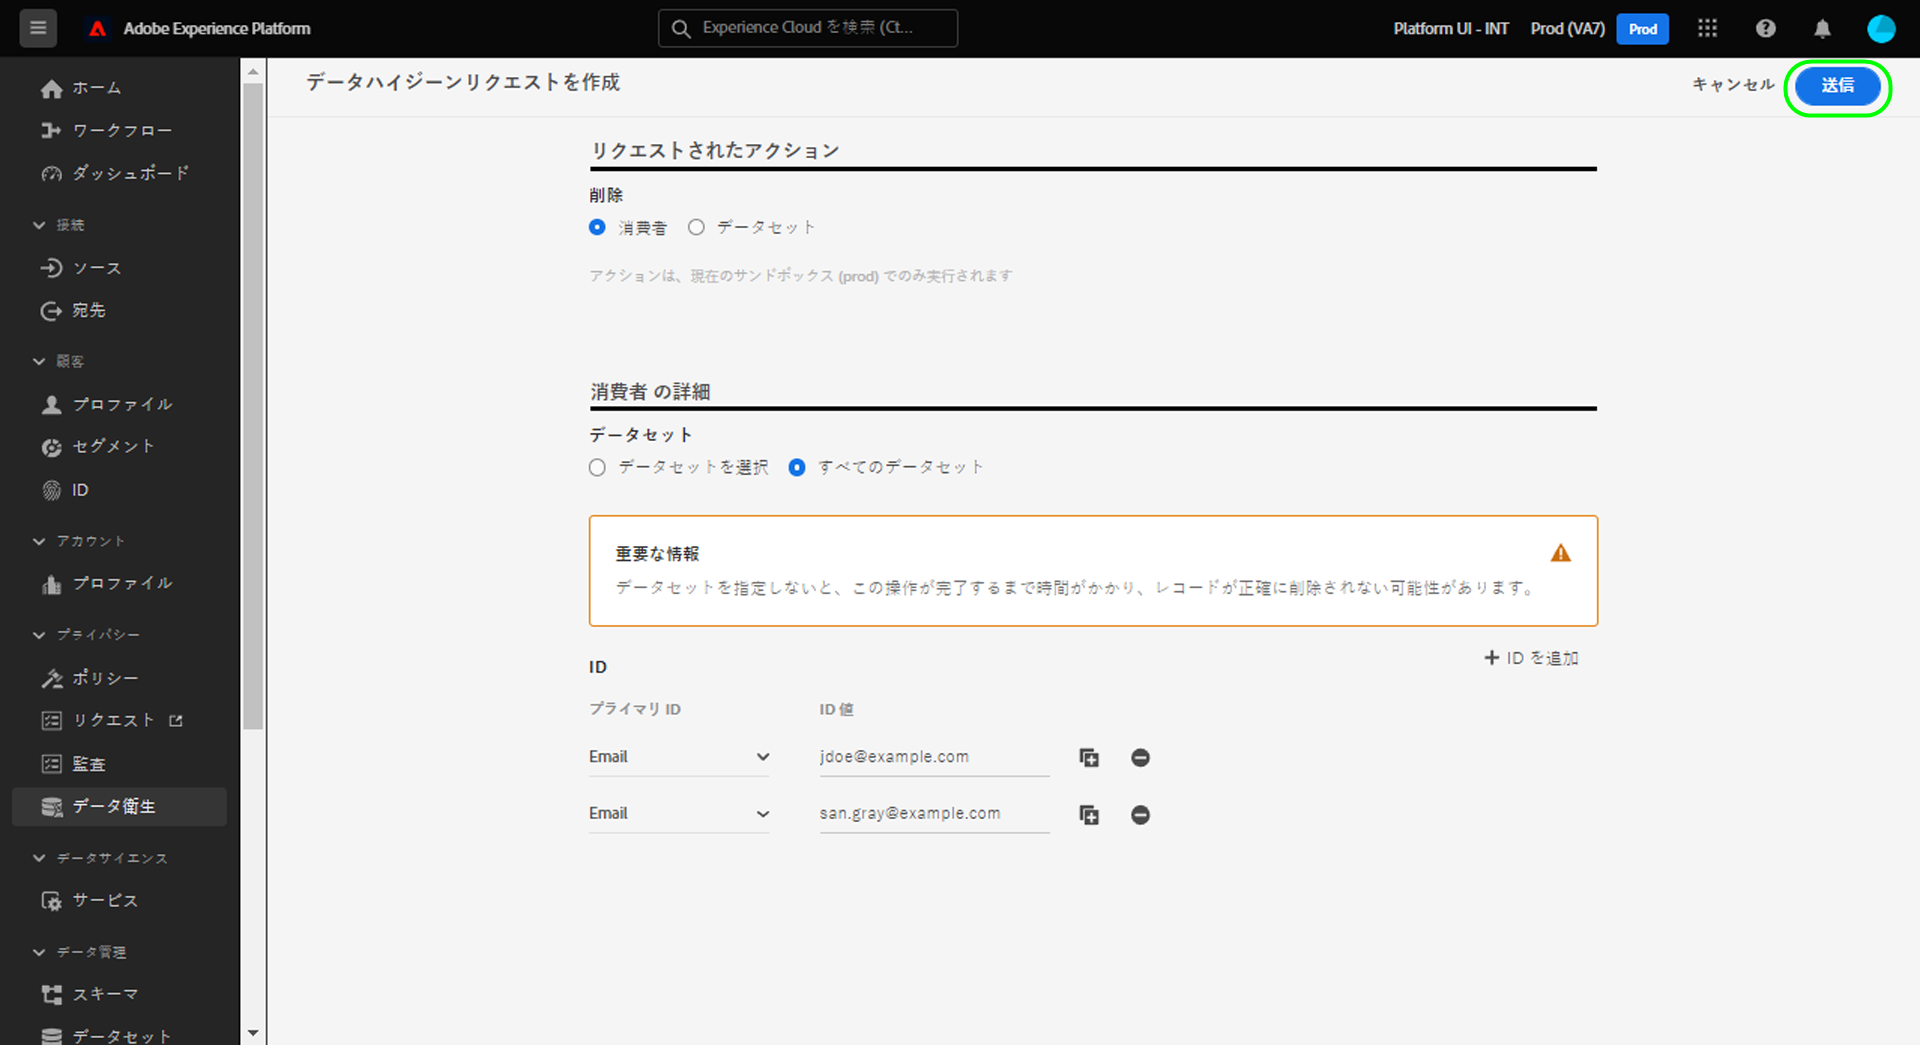 Adobe Experience Platform
Experience Cloud を検索 (Ct...
Platform UI - INT
Prod (VA7)
Prod
ホーム
ワークフロー
ダッシュボード
接続
ソース
宛先
顧客
プロファイル
セグメント
ID
アカウント
プロファイル
プライバシー
ポリシー
リクエスト
監査
データ衛生
データサイエンス
サービス
データ管理
スキーマ
データセット
データハイジーンリクエストを作成
キャンセル
送信
リクエストされたアクション
削除
消費者
データセット
アクションは、現在のサンドボックス (prod) でのみ実行されます
消費者 の詳細
データセット
データセットを選択
すべてのデータセット
重要な情報
データセットを指定しないと、この操作が完了するまで時間がかかり、レコードが正確に削除されない可能性があります。
ID
ID を追加
プライマリ ID
ID 値
Email
jdoe@example.com
Email
san.gray@example.com